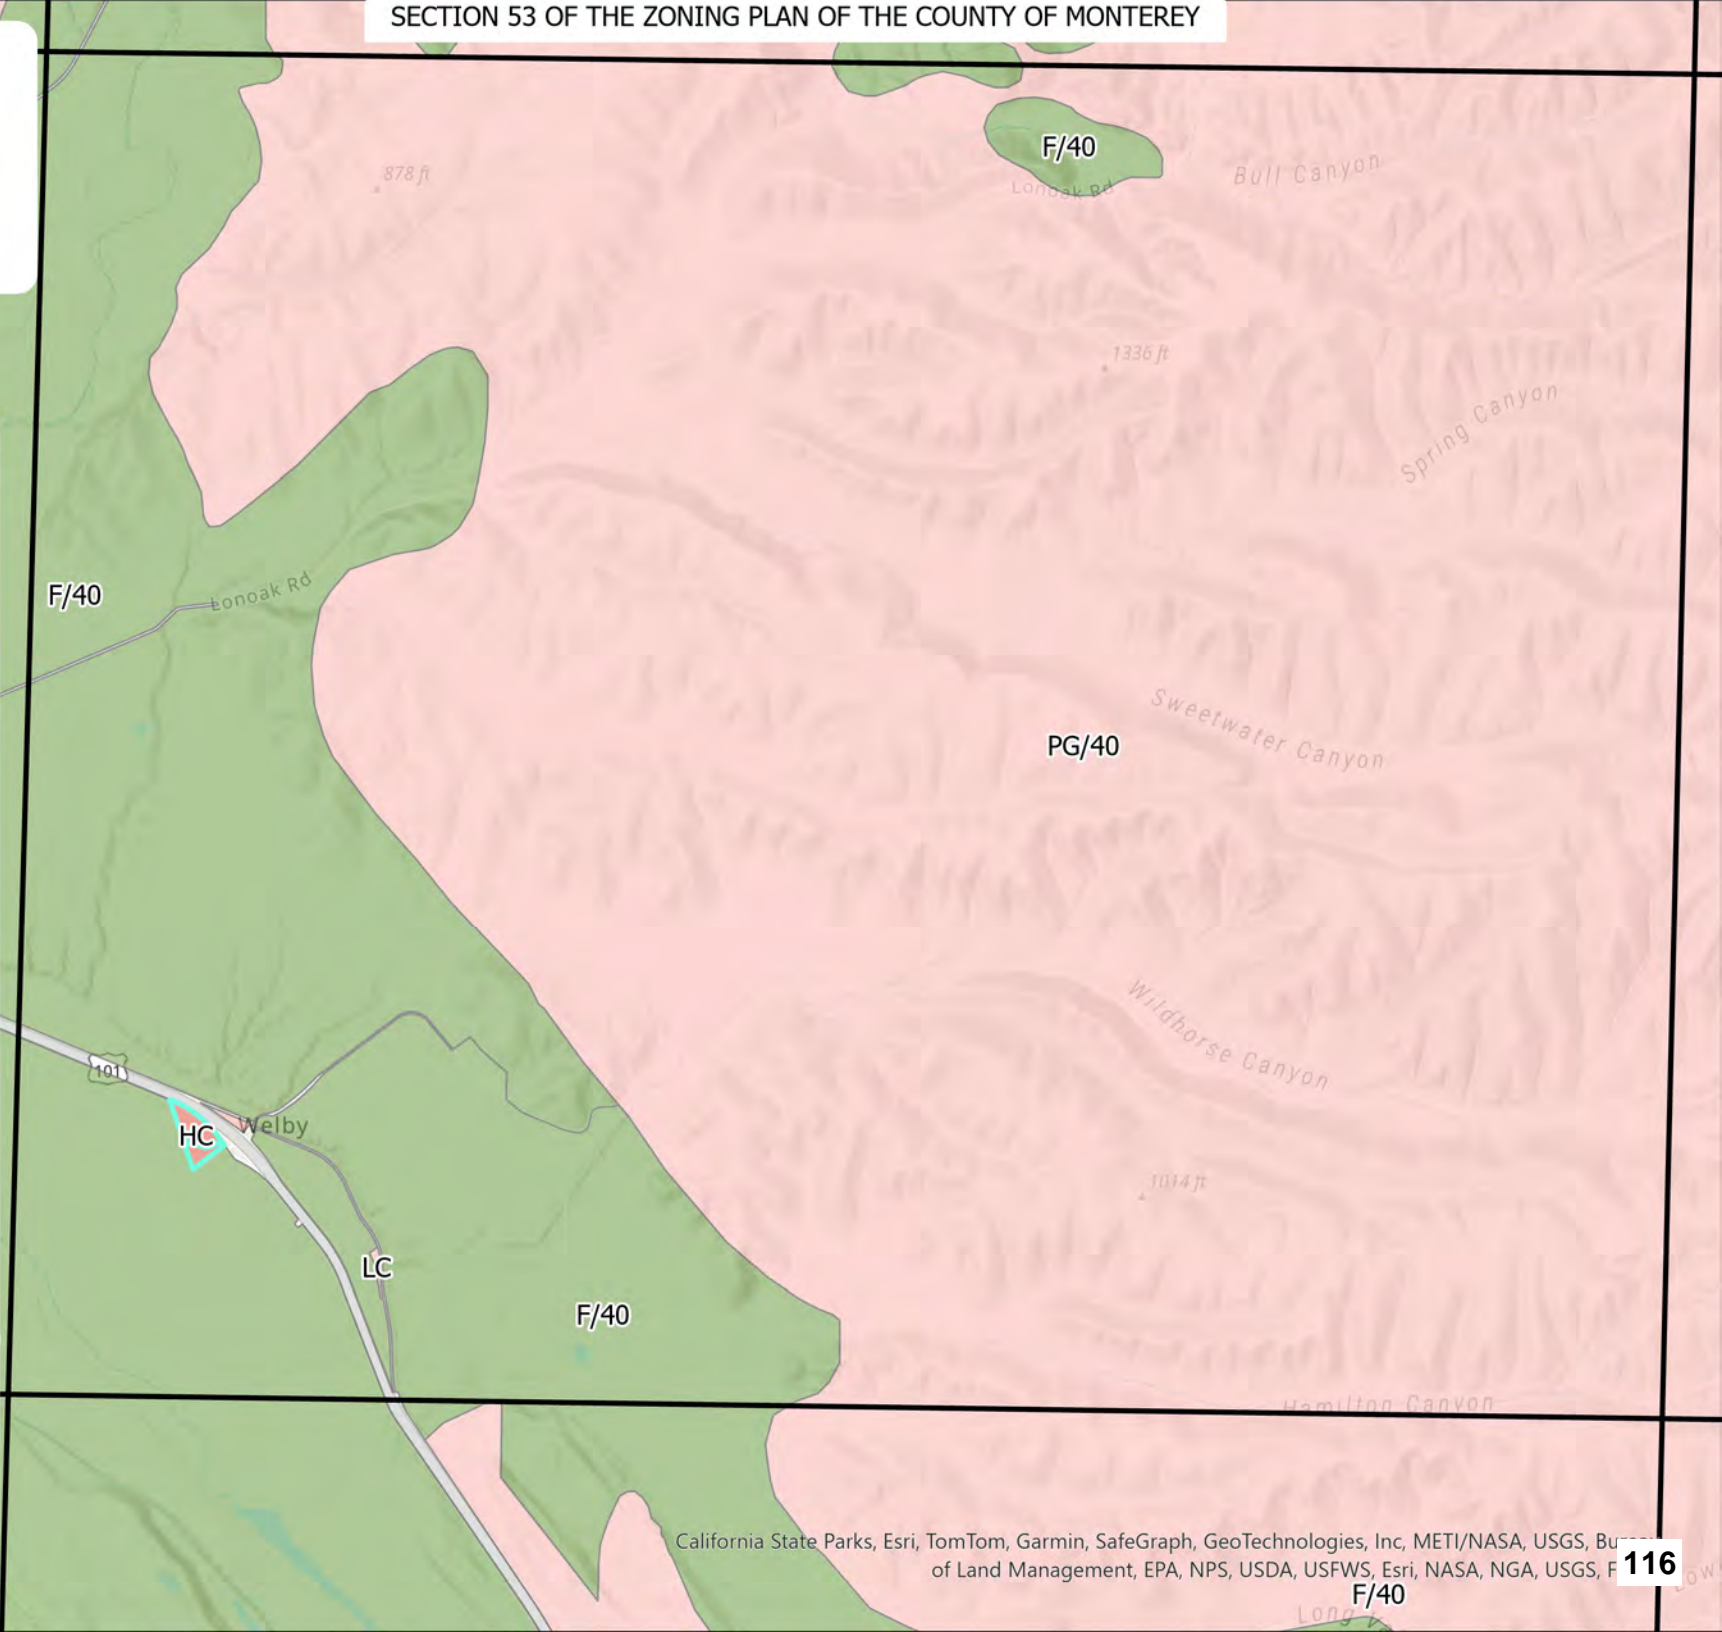 SECTION 53 OF THE ZONING PLAN OF THE COUNTY OF MONTEREY
F/40
Bull Canyon
878 ft
Lonoak Rd
1336 ft
Spring Canyon
Lonoak Rd
F/40
Sweetwater Canyon
PG/40
Wildhorse Canyon
101
Welby
HC
1014 ft
LC
F/40
Hamilton Canyon
California State Parks, Esri, TomTom, Garmin, SafeGraph, GeoTechnologies, Inc, METI/NASA, USGS,
of Land Management, EPA, NPS, USDA, USFWS, Esri, NASA, NGA, USGS,
116
F/40
Long